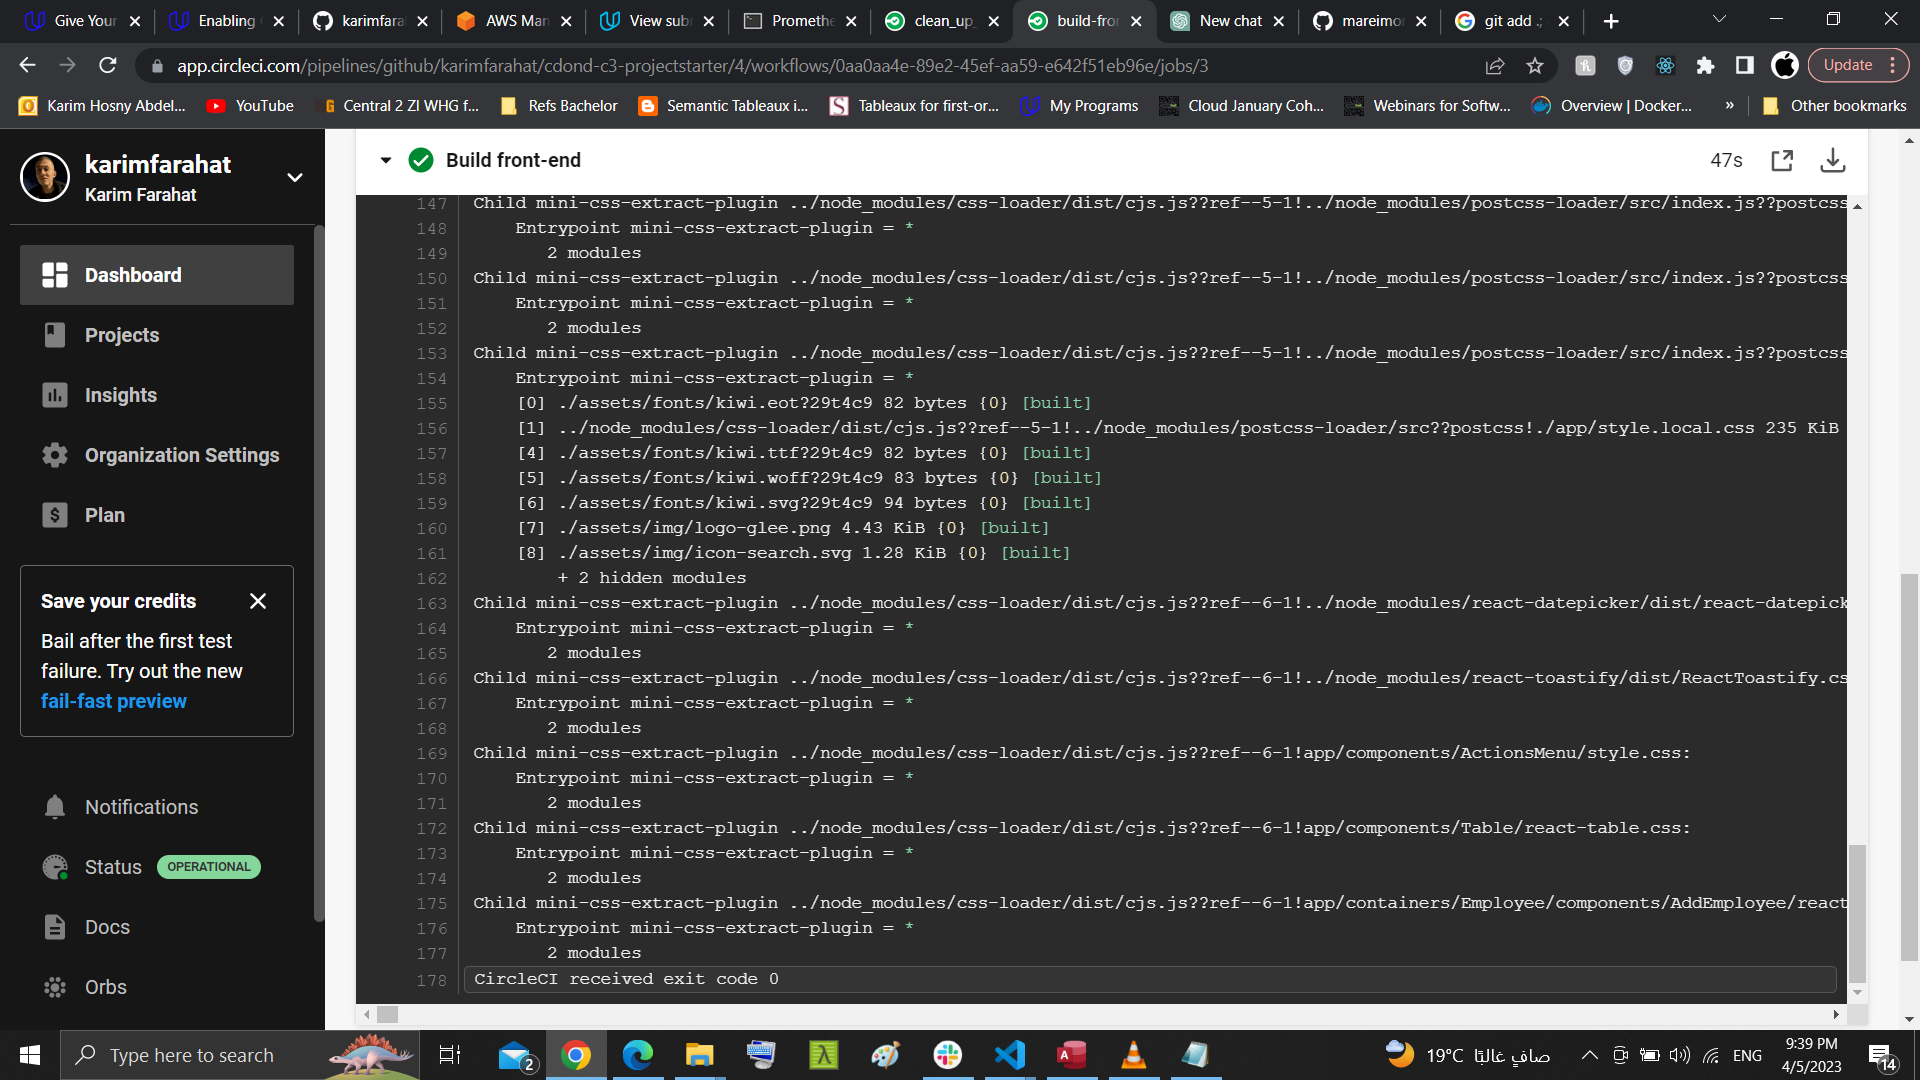 Give Your
Enabling
karimfara
AWS Man
View sub
Promethe
clean_up_
build-fro
New chat
mareimo
git add .;
app.circleci.com/pipelines/github/karimfarahat/cdond-c3-projectstarter/4/workflows/0aa0aa4e-89e2-45ef-aa59-e642f51eb96e/jobs/3
Update
Karim Hosny Abdel...
YouTube
Central 2 ZI WHG f...
Refs Bachelor
Semantic Tableaux i...
Tableaux for first-or...
My Programs
Cloud January Coh...
Webinars for Softw...
Overview | Docker...
»
Other bookmarks
karimfarahat
Karim Farahat
Dashboard
Projects
Insights
Organization Settings
Plan
Save your credits
Bail after the first test
failure. Try out the new
fail-fast preview
Notifications
Status OPERATIONAL
Docs
Orbs
Build front-end
47s
147 Child mini-css-extract-plugin ../node_modules/css-loader/dist/cjs.js??ref--5-1!../node_modules/postcss-loader/src/index.js??postcss
148 Entrypoint mini-css-extract-plugin = *
149 2 modules
150 Child mini-css-extract-plugin ../node_modules/css-loader/dist/cjs.js??ref--5-1!../node_modules/postcss-loader/src/index.js??postcss
151 Entrypoint mini-css-extract-plugin = *
152 2 modules
153 Child mini-css-extract-plugin ../node_modules/css-loader/dist/cjs.js??ref--5-1!../node_modules/postcss-loader/src/index.js??postcss
154 Entrypoint mini-css-extract-plugin = *
155 [0] ./assets/fonts/kiwi.eot?29t4c9 82 bytes {0} [built]
156 [1] ../node_modules/css-loader/dist/cjs.js??ref--5-1!../node_modules/postcss-loader/src??postcss!./app/style.local.css 235 KiB
157 [4] ./assets/fonts/kiwi.ttf?29t4c9 82 bytes {0} [built]
158 [5] ./assets/fonts/kiwi.woff?29t4c9 83 bytes {0} [built]
159 [6] ./assets/fonts/kiwi.svg?29t4c9 94 bytes {0} [built]
160 [7] ./assets/img/logo-glee.png 4.43 KiB {0} [built]
161 [8] ./assets/img/icon-search.svg 1.28 KiB {0} [built]
162 + 2 hidden modules
163 Child mini-css-extract-plugin ../node_modules/css-loader/dist/cjs.js??ref--6-1!../node_modules/react-datepicker/dist/react-datepick
164 Entrypoint mini-css-extract-plugin = *
165 2 modules
166 Child mini-css-extract-plugin ../node_modules/css-loader/dist/cjs.js??ref--6-1!../node_modules/react-toastify/dist/ReactToastify.cs
167 Entrypoint mini-css-extract-plugin = *
168 2 modules
169 Child mini-css-extract-plugin ../node_modules/css-loader/dist/cjs.js??ref--6-1!app/components/ActionsMenu/style.css:
170 Entrypoint mini-css-extract-plugin = *
171 2 modules
172 Child mini-css-extract-plugin ../node_modules/css-loader/dist/cjs.js??ref--6-1!app/components/Table/react-table.css:
173 Entrypoint mini-css-extract-plugin = *
174 2 modules
175 Child mini-css-extract-plugin ../node_modules/css-loader/dist/cjs.js??ref--6-1!app/containers/Employee/components/AddEmployee/react
176 Entrypoint mini-css-extract-plugin = *
177 2 modules
178 CircleCI received exit code 0
Type here to search
2
19°C صافٍ غالبًا
ENG
9:39 PM
4/5/2023
14